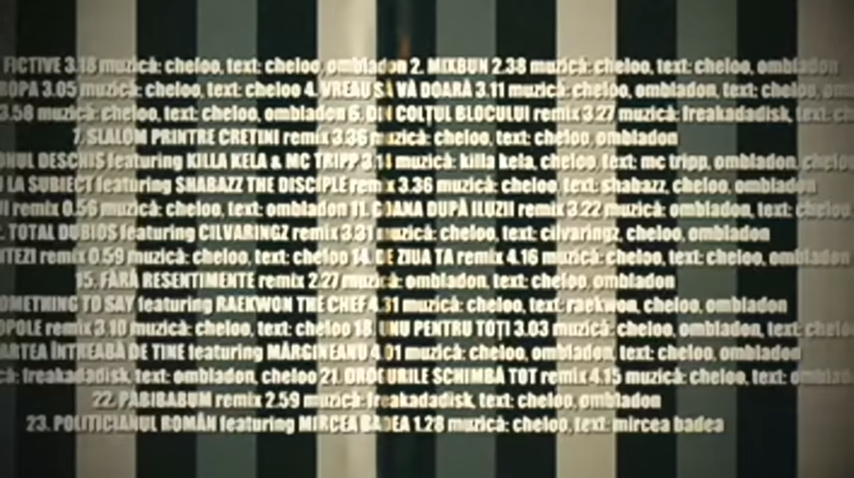 FICTIVE 3.18 muzică: cheloo, text: cheloo, ombladon 2. MIXBUN 2.38 muzică: cheloo, text: cheloo, ombladon
OPA 3.05 muzică: cheloo, text: cheloo 4. VREAU SĂ VĂ DOARĂ 3.11 muzică: cheloo, ombladon, text: cheloo,
3.58 muzică: cheloo, text: cheloo, ombladon 6. DIN COLȚUL BLOCULUI remix 3.27 muzică: freakadadisk, text:
7. SLALOM PRINTRE CRETINI remix 3.36 muzică: cheloo, text: cheloo, ombladon
ONUL DESCHIS featuring KILLA KELA & MC TRIPP 3.14 muzică: killa kela, cheloo, text: mc tripp, ombladon, cheloo
LA SUBIECT featuring SHABAZZ THE DISCIPLE remix 3.36 muzică: cheloo, text: shabazz, cheloo, ombladon
remix 0.56 muzică: cheloo, text: ombladon 11. GOANA DUPĂ ILUZII remix 3.22 muzică: ombladon, text: cheloo
TOTAL DUBIOS featuring CILVARINGZ remix 3.31 muzică: cheloo, text: cilvaringz, cheloo, ombladon
ITEZI remix 0.59 muzică: cheloo, text: cheloo 14. DE ZIUA TA remix 4.16 muzică: cheloo, text: cheloo, ombladon
15. FĂRĂ RESENTIMENTE remix 2.27 muzică: ombladon, text: cheloo, ombladon
OMETHING TO SAY featuring RAEKWON THE CHEF 4.31 muzică: cheloo, text: raekwon, cheloo, ombladon
OPOLE remix 3.10 muzică: cheloo, text: cheloo 18. UNU PENTRU TOȚI 3.03 muzică: cheloo, ombladon, text: cheloo
ARTEA ÎNTREABĂ DE TINE featuring MĂRGINEANU 4.01 muzică: cheloo, ombladon, text: cheloo, ombladon
că: freakadadisk, text: ombladon, cheloo 21. DROGURILE SCHIMBĂ TOT remix 4.15 muzică: cheloo, text:
22. PABIBABUM remix 2.59 muzică: freakadadisk, text: cheloo, ombladon
23. POLITICIANUL ROMÂN featuring MIRCEA BADEA 1.28 muzică: cheloo, text: mircea badea